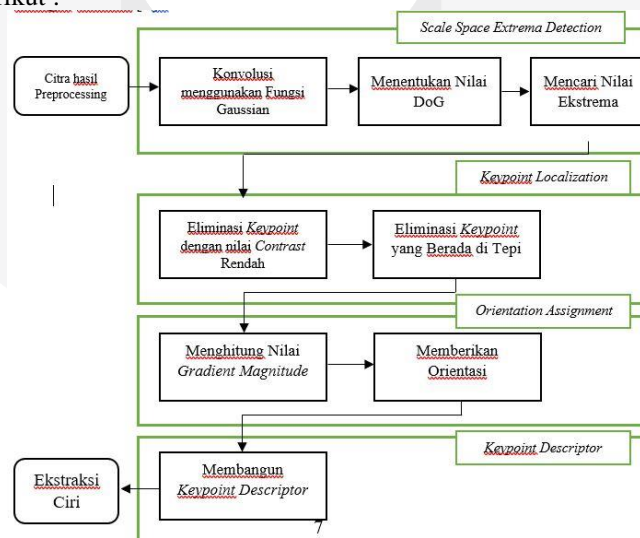 Scale Space Extrema Detection
Citra hasil
Preprocessing
Konvolusi
menggunakan Fungsi
Gaussian
Menentukan Nilai
DoG
Mencari Nilai
Ekstrema
Keypoint Localization
Eliminasi Keypoint
dengan nilai Contrast
Rendah
Eliminasi Keypoint
yang Berada di Tepi
Orientation Assignment
Menghitung Nilai
Gradient Magnitude
Memberikan
Orientasi
Keypoint Descriptor
Membangun
Keypoint Descriptor
Ekstraksi
Ciri
7